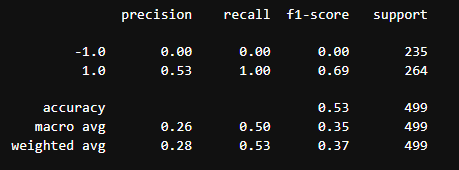 precision recall f1-score support
-1.0 0.00 0.00 0.00 235
1.0 0.53 1.00 0.69 264
accuracy 0.53 499
macro avg 0.26 0.50 0.35 499
weighted avg 0.28 0.53 0.37 499